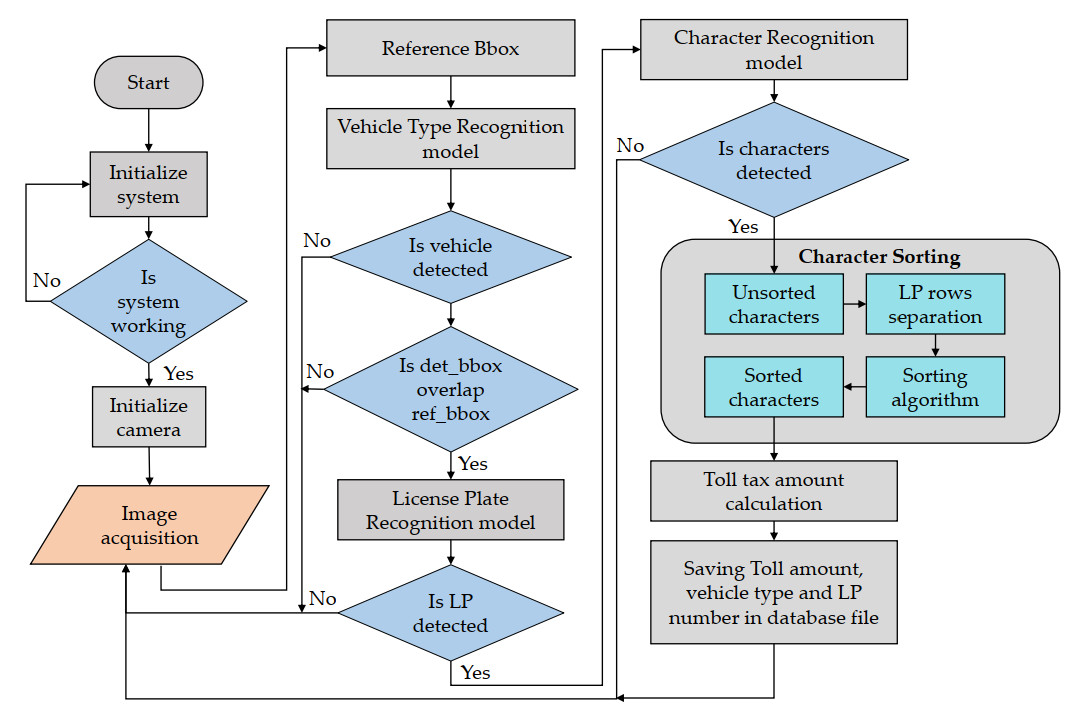 Start
Initialize
system
No
Is
system
working
Yes
Initialize
camera
Image
acquisition
Reference Bbox
Vehicle Type Recognition
model
No
Is vehicle
detected
No
Is det_bbox
overlap
ref_bbox
Yes
License Plate
Recognition model
No
Is LP
detected
Yes
Character Recognition
model
No
Is characters
detected
Yes
Character Sorting
Unsorted
characters
LP rows
separation
Sorted
characters
Sorting
algorithm
Toll tax amount
calculation
Saving Toll amount,
vehicle type and LP
number in database file